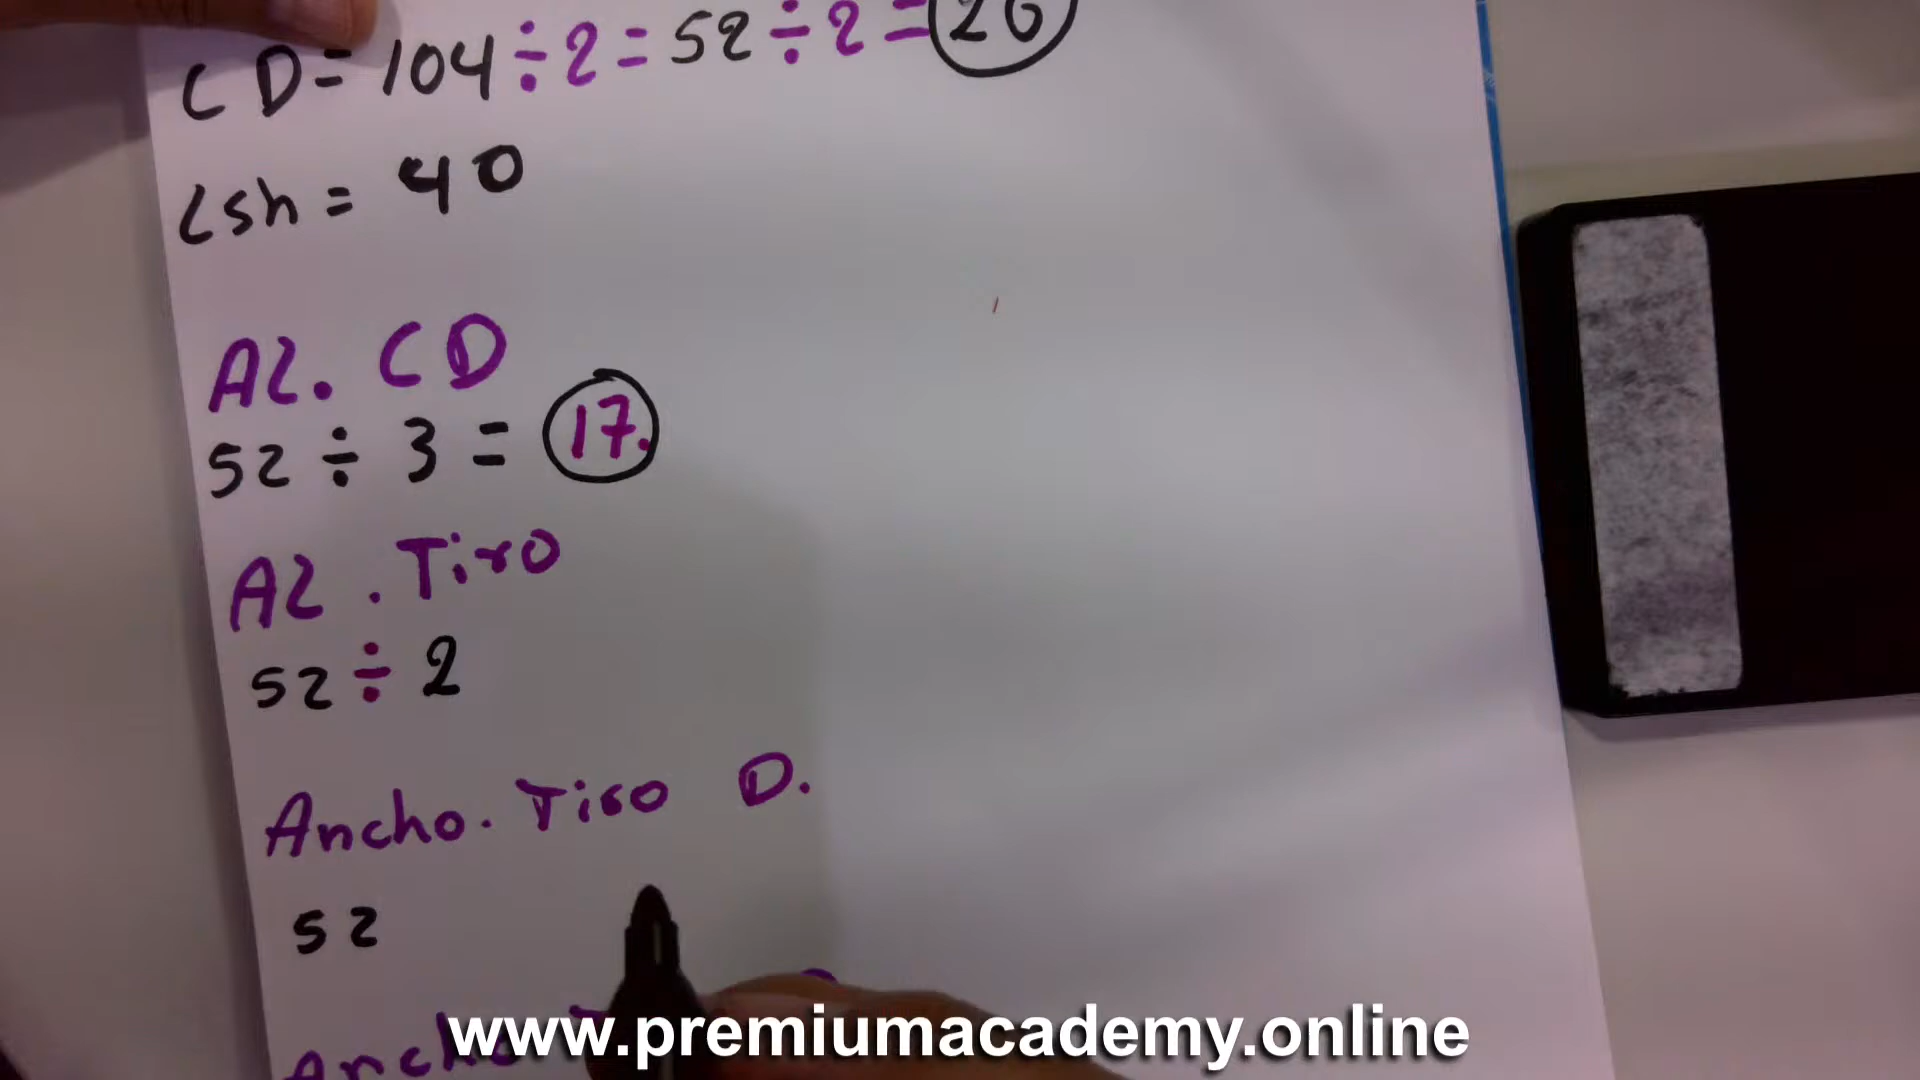 CD= 104 ÷ 2 = 52 ÷ 2 = 26
Lsh = 40
Al. CD
52 ÷ 3 = 17.
Al. Tiro
52 ÷ 2
Ancho. Tiro D.
52
Ancho
www.premiumacademy.online